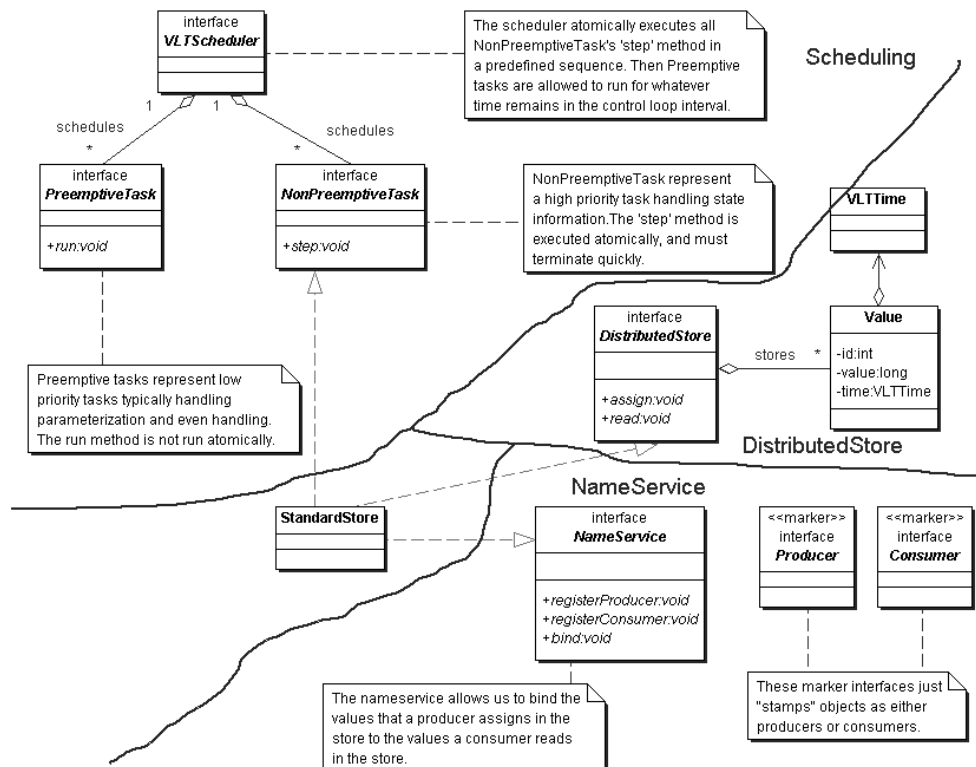 interface
VLTScheduler
The scheduler atomically executes all
NonPreemptiveTask's 'step' method in
a predefined sequence. Then Preemptive
tasks are allowed to run for whatever
time remains in the control loop interval.
Scheduling
1
1
schedules
schedules
*
*
interface
PreemptiveTask
+run:void
interface
NonPreemptiveTask
+step:void
NonPreemptiveTask represent
a high priority task handling state
information.The 'step' method is
executed atomically, and must
terminate quickly.
VLTTime
interface
DistributedStore
+assign:void
+read:void
stores
*
Value
-id:int
-value:long
-time:VLTTime
Preemptive tasks represent low
priority tasks typically handling
parameterization and even handling.
The run method is not run atomically.
DistributedStore
NameService
StandardStore
interface
NameService
+registerProducer:void
+registerConsumer:void
+bind:void
<<marker>>
interface
Producer
<<marker>>
interface
Consumer
The nameservice allows us to bind the
values that a producer assigns in the
store to the values a consumer reads
in the store.
These marker interfaces just
"stamps" objects as either
producers or consumers.